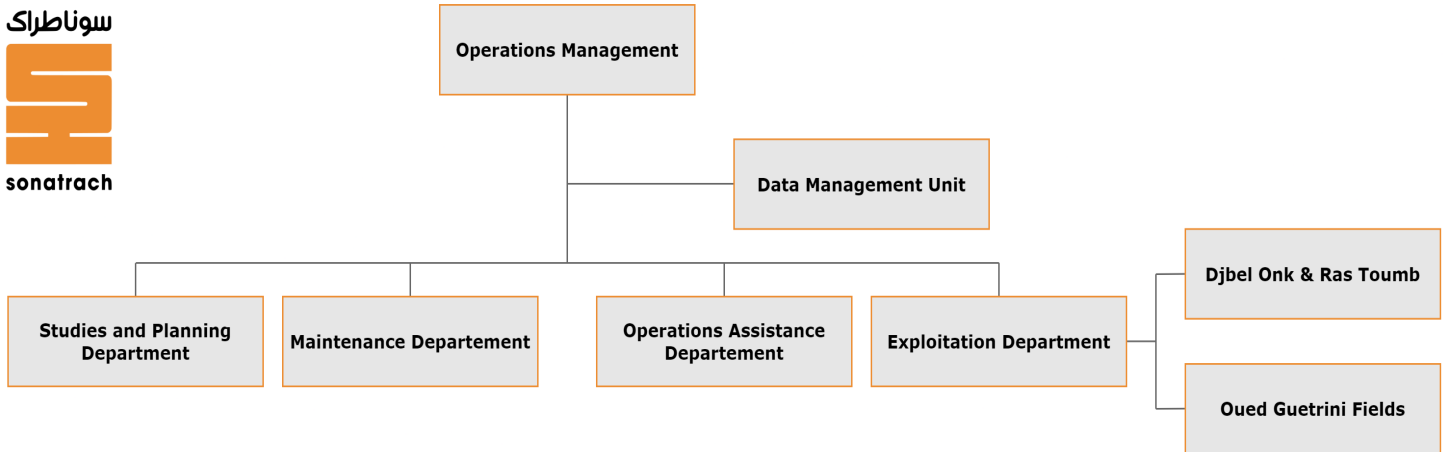 سوناطراك
sonatrach
Operations Management
Data Management Unit
Studies and Planning
Department
Maintenance Departement
Operations Assistance
Departement
Exploitation Department
Djbel Onk & Ras Toumb
Oued Guetrini Fields